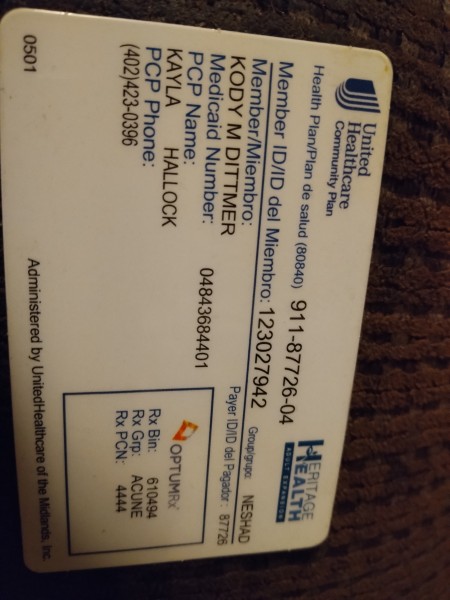 United
Healthcare
Community Plan
HERITAGE
HEALTH
ADULT EXPANSION
Health Plan/Plan de salud (80840) 911-87726-04
Member ID/ID del Miembro: 123027942
Group/grupo: NESHAD
Member/Miembro:
KODY M DITTMER
Payer ID/ID del Pagador: 87726
Medicaid Number: 04843684401
PCP Name:
KAYLA HALLOCK
PCP Phone:
(402)423-0396
OPTUMRx
Rx Bin: 610494
Rx Grp: ACUNE
Rx PCN: 4444
0501
Administered by UnitedHealthcare of the Midlands, Inc.